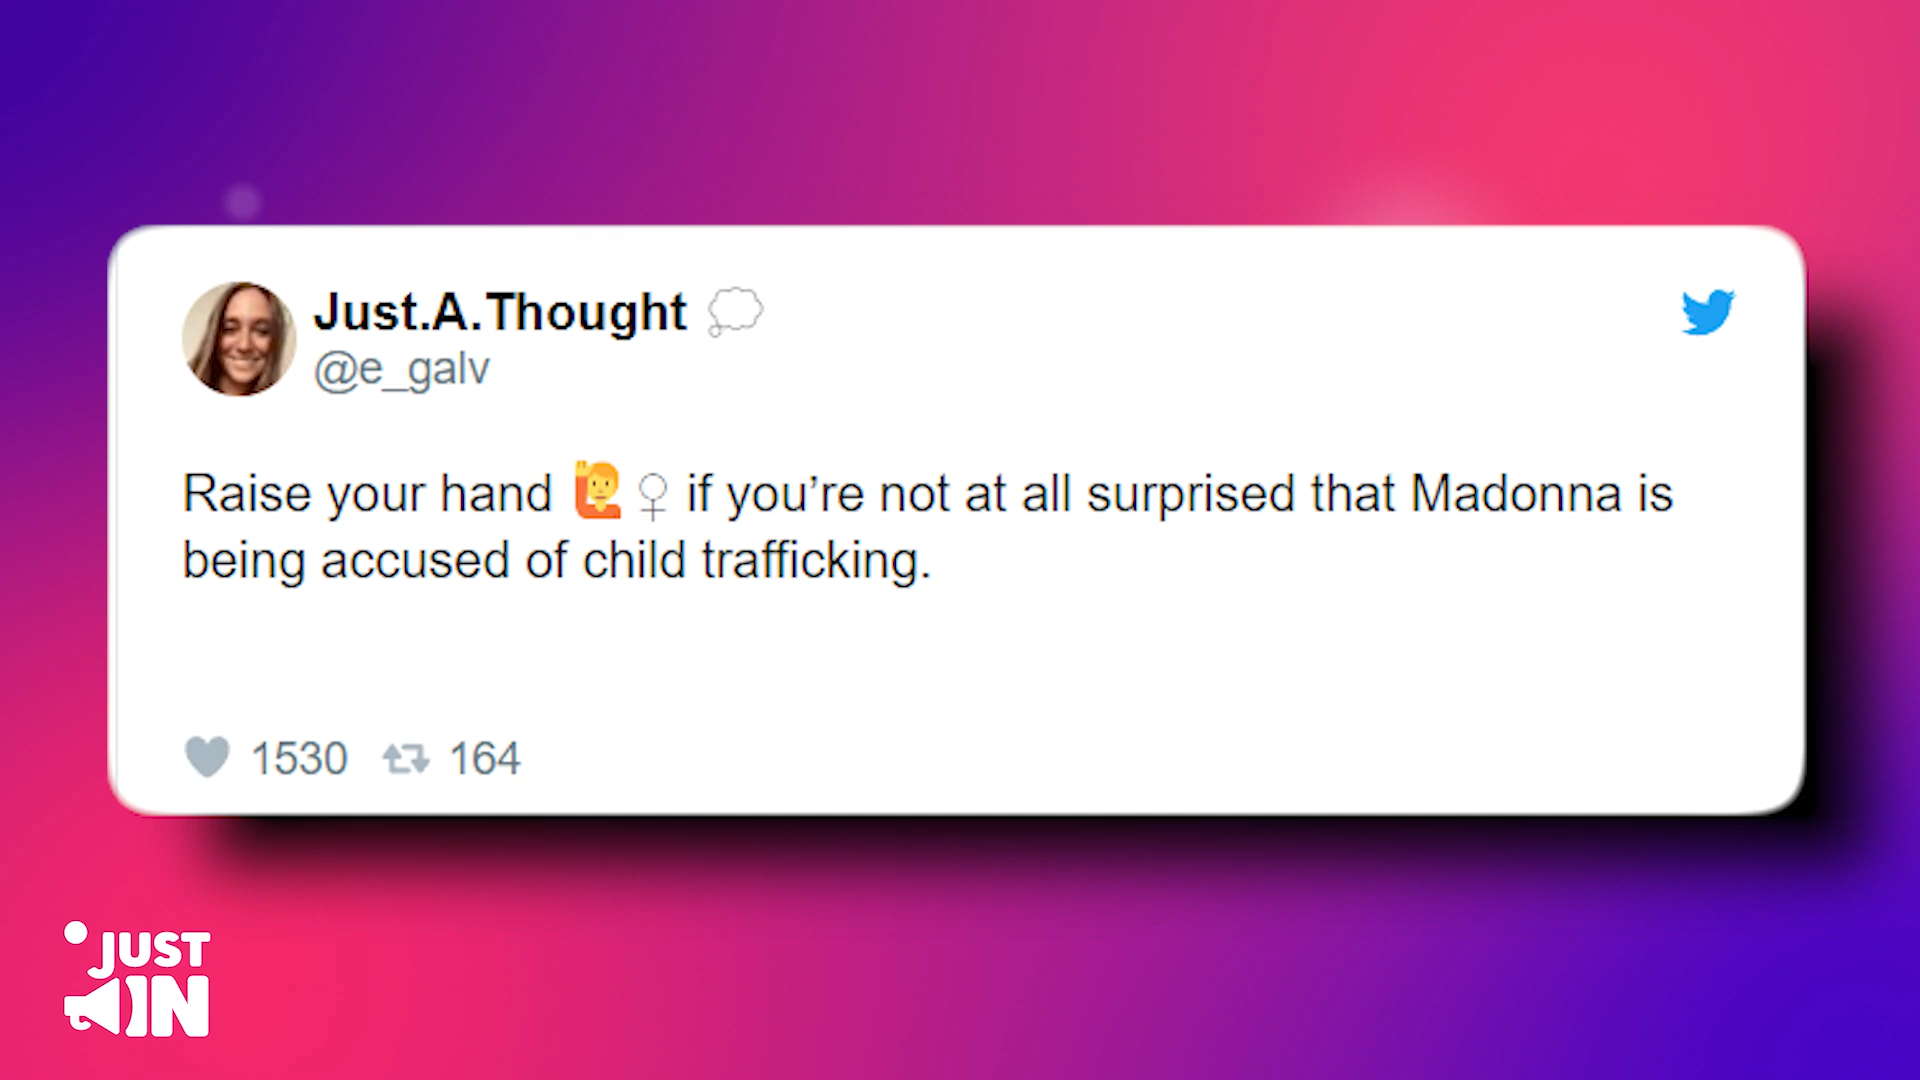 Just.A.Thought 💭
@e_galv
Raise your hand 🙋♀ if you’re not at all surprised that Madonna is
being accused of child trafficking.
1530 164
JUST
IN